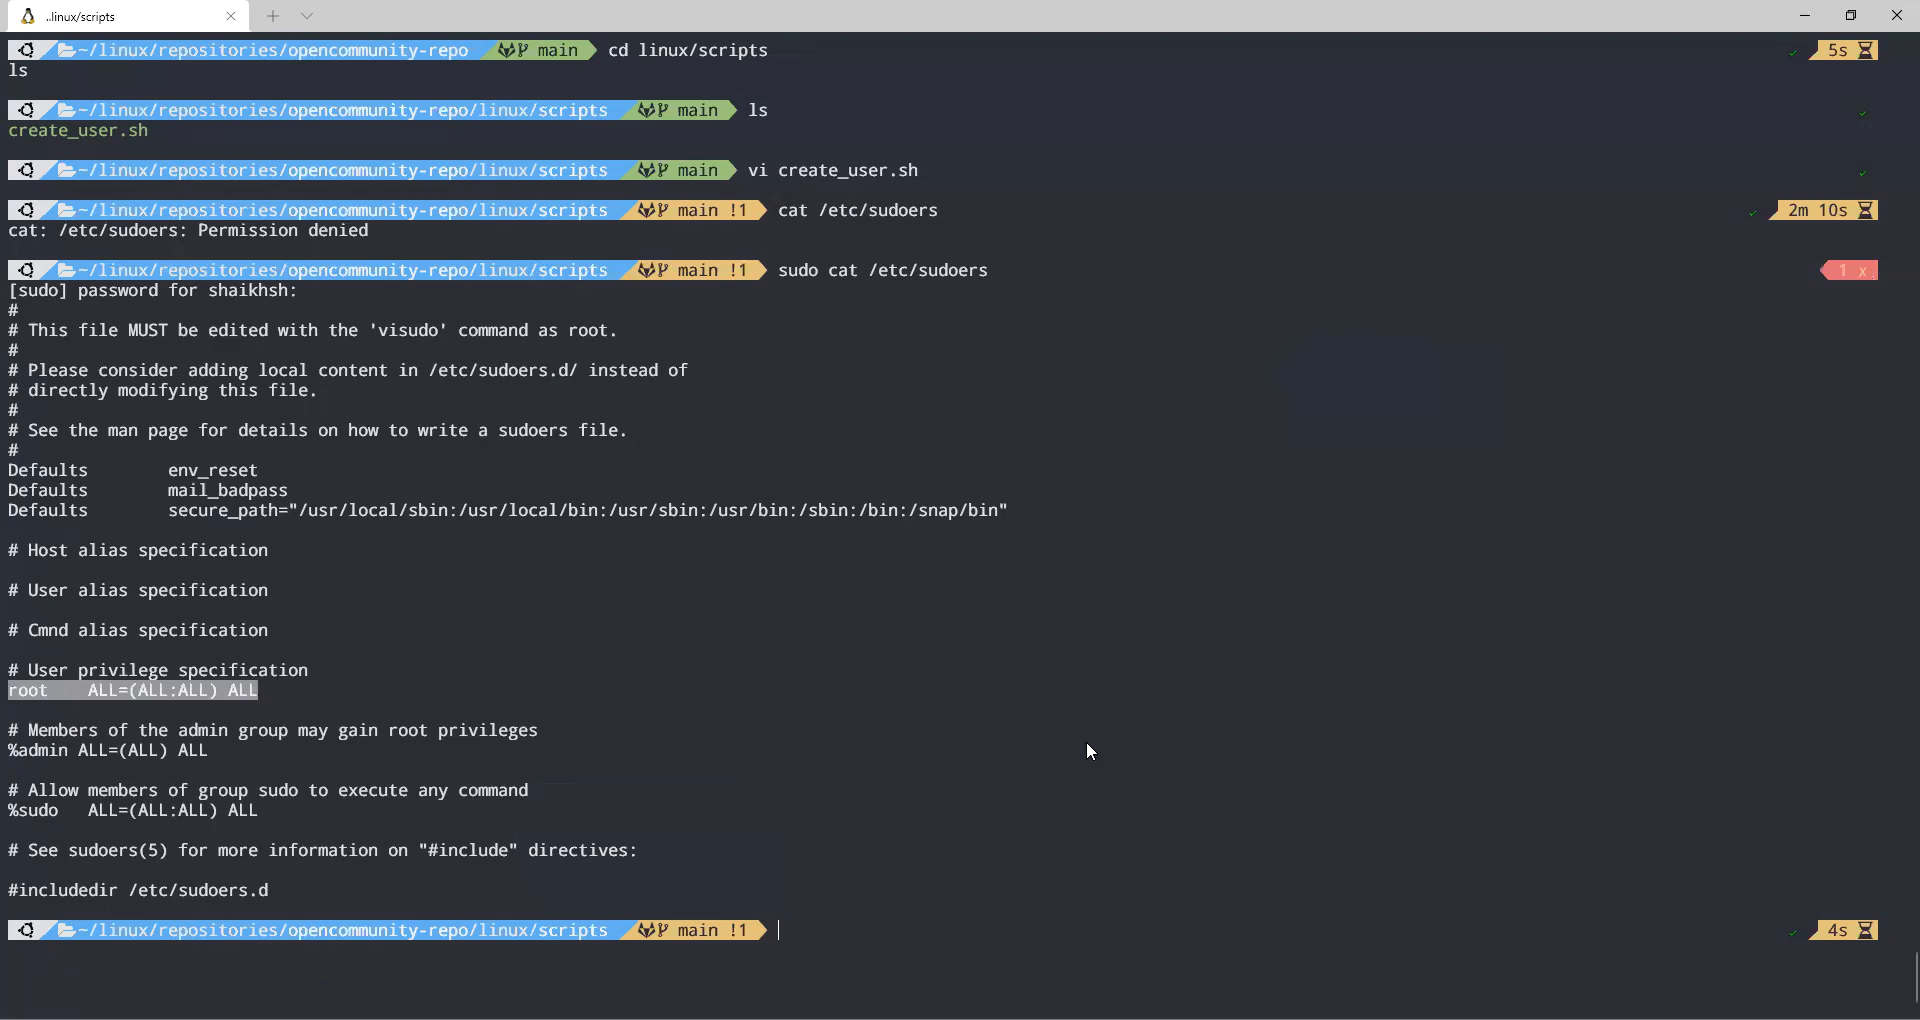 ..linux/scripts
~/linux/repositories/opencommunity-repo main cd linux/scripts 5s
ls
~/linux/repositories/opencommunity-repo/linux/scripts main ls
create_user.sh
~/linux/repositories/opencommunity-repo/linux/scripts main vi create_user.sh
~/linux/repositories/opencommunity-repo/linux/scripts main !1 cat /etc/sudoers 2m 10s
cat: /etc/sudoers: Permission denied
~/linux/repositories/opencommunity-repo/linux/scripts main !1 sudo cat /etc/sudoers 1 x
[sudo] password for shaikhsh:
#
# This file MUST be edited with the 'visudo' command as root.
#
# Please consider adding local content in /etc/sudoers.d/ instead of
# directly modifying this file.
#
# See the man page for details on how to write a sudoers file.
#
Defaults        env_reset
Defaults        mail_badpass
Defaults        secure_path="/usr/local/sbin:/usr/local/bin:/usr/sbin:/usr/bin:/sbin:/bin:/snap/bin"
# Host alias specification
# User alias specification
# Cmnd alias specification
# User privilege specification
root    ALL=(ALL:ALL) ALL
# Members of the admin group may gain root privileges
%admin ALL=(ALL) ALL
# Allow members of group sudo to execute any command
%sudo   ALL=(ALL:ALL) ALL
# See sudoers(5) for more information on "#include" directives:
#includedir /etc/sudoers.d
~/linux/repositories/opencommunity-repo/linux/scripts main !1 4s